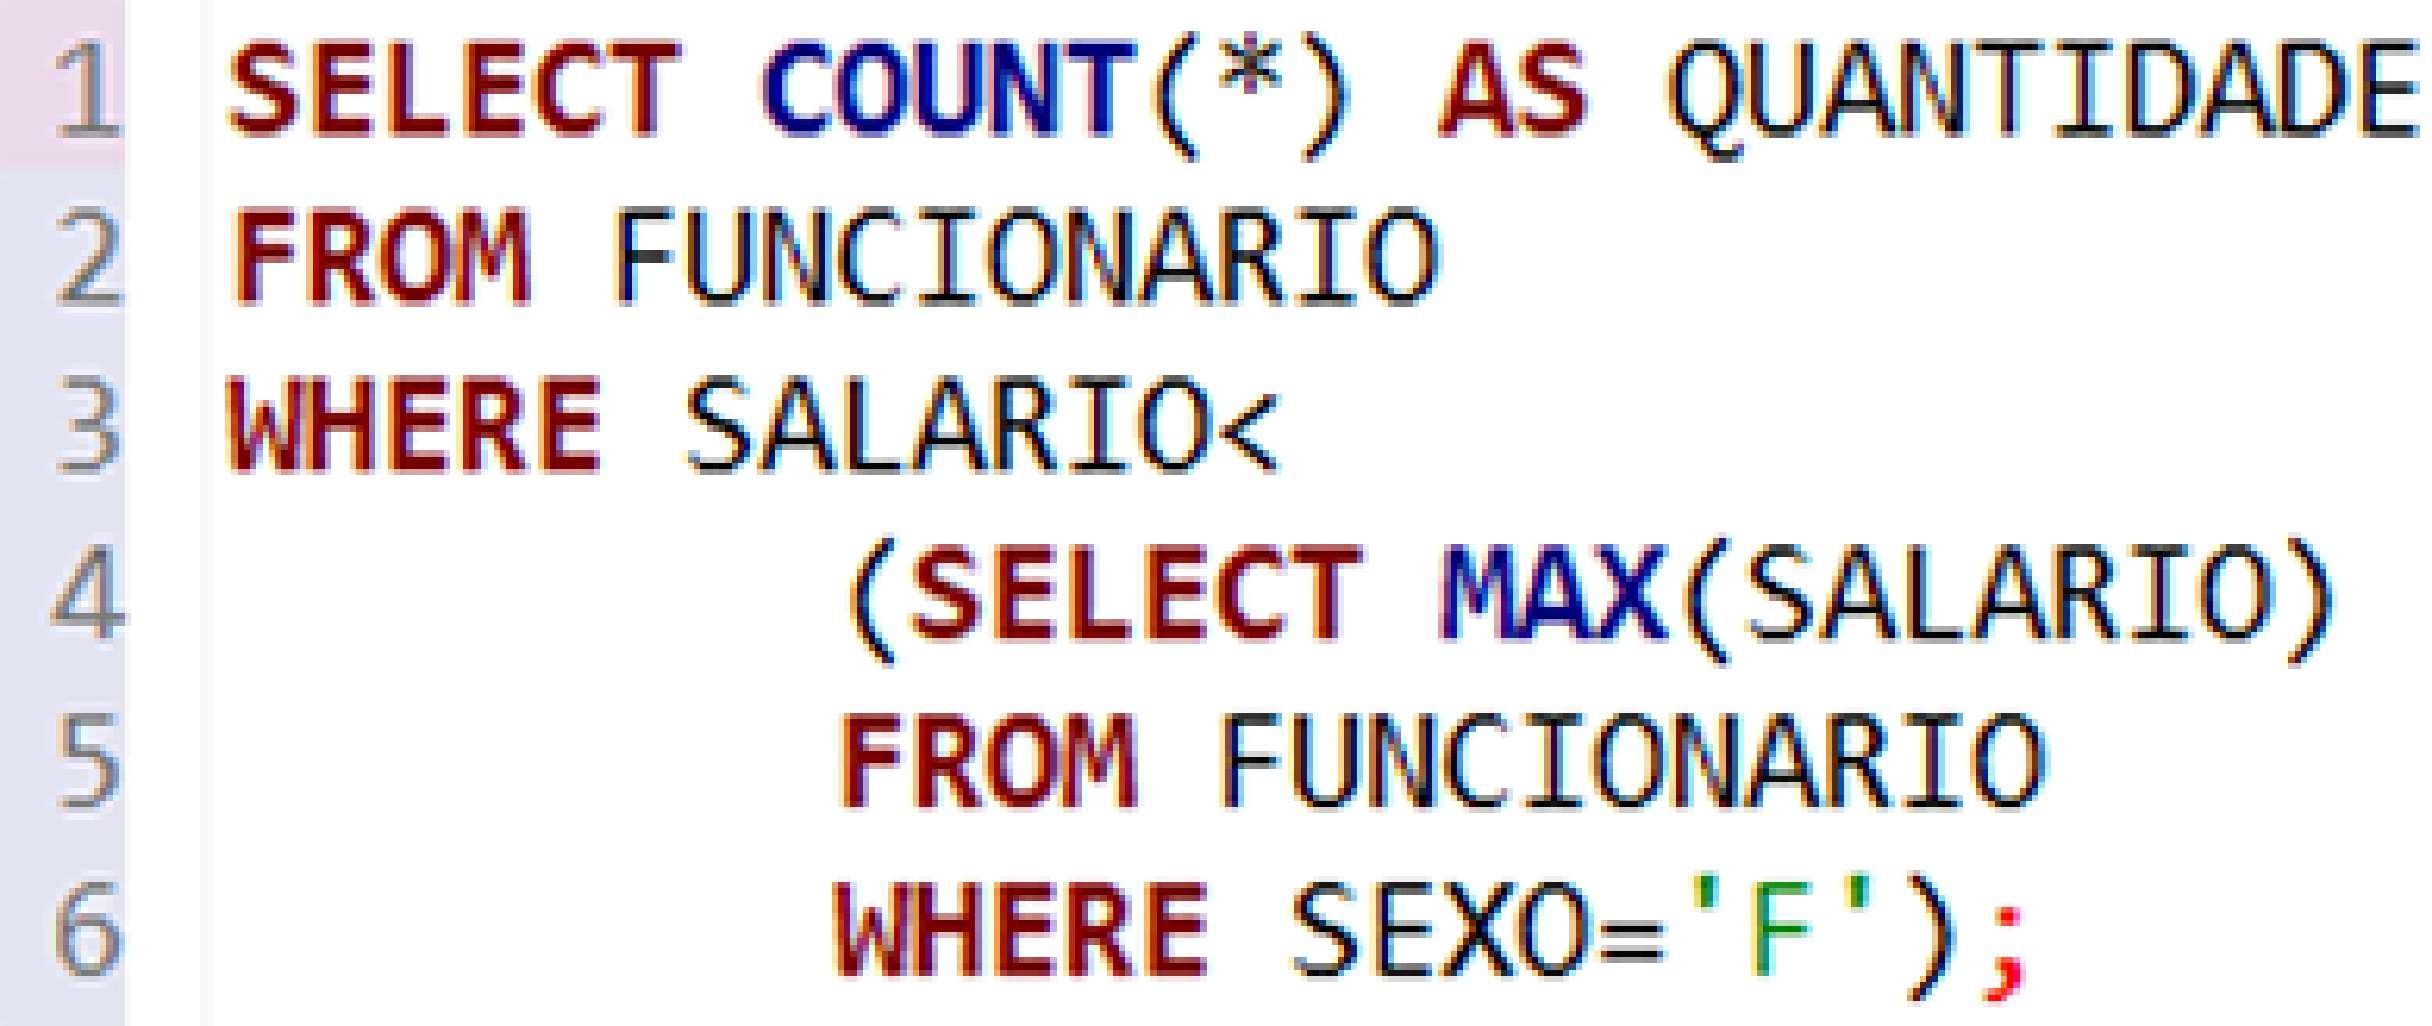 1 SELECT COUNT(*) AS QUANTIDADE
2 FROM FUNCIONARIO
3 WHERE SALARIO<
4 (SELECT MAX(SALARIO)
5 FROM FUNCIONARIO
6 WHERE SEXO='F');